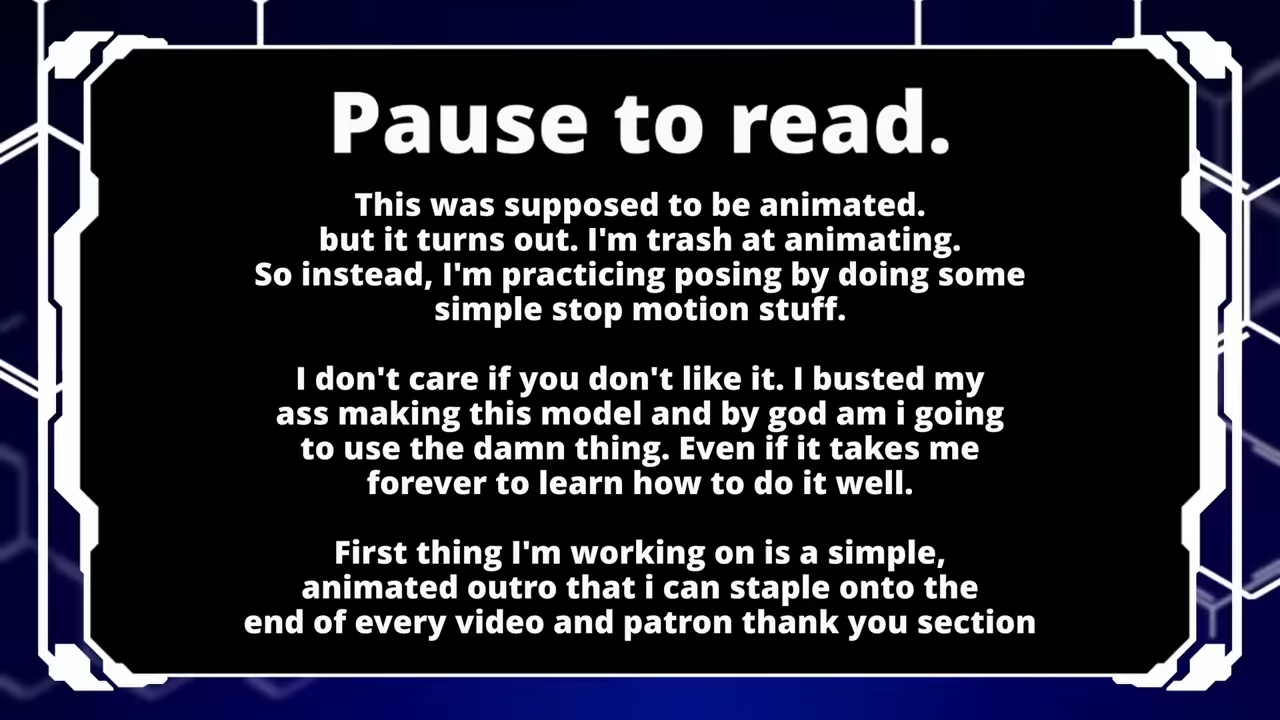 Pause to read.
This was supposed to be animated.
but it turns out. I'm trash at animating.
So instead, I'm practicing posing by doing some
simple stop motion stuff.
I don't care if you don't like it. I busted my
ass making this model and by god am i going
to use the damn thing. Even if it takes me
forever to learn how to do it well.
First thing I'm working on is a simple,
animated outro that i can staple onto the
end of every video and patron thank you section